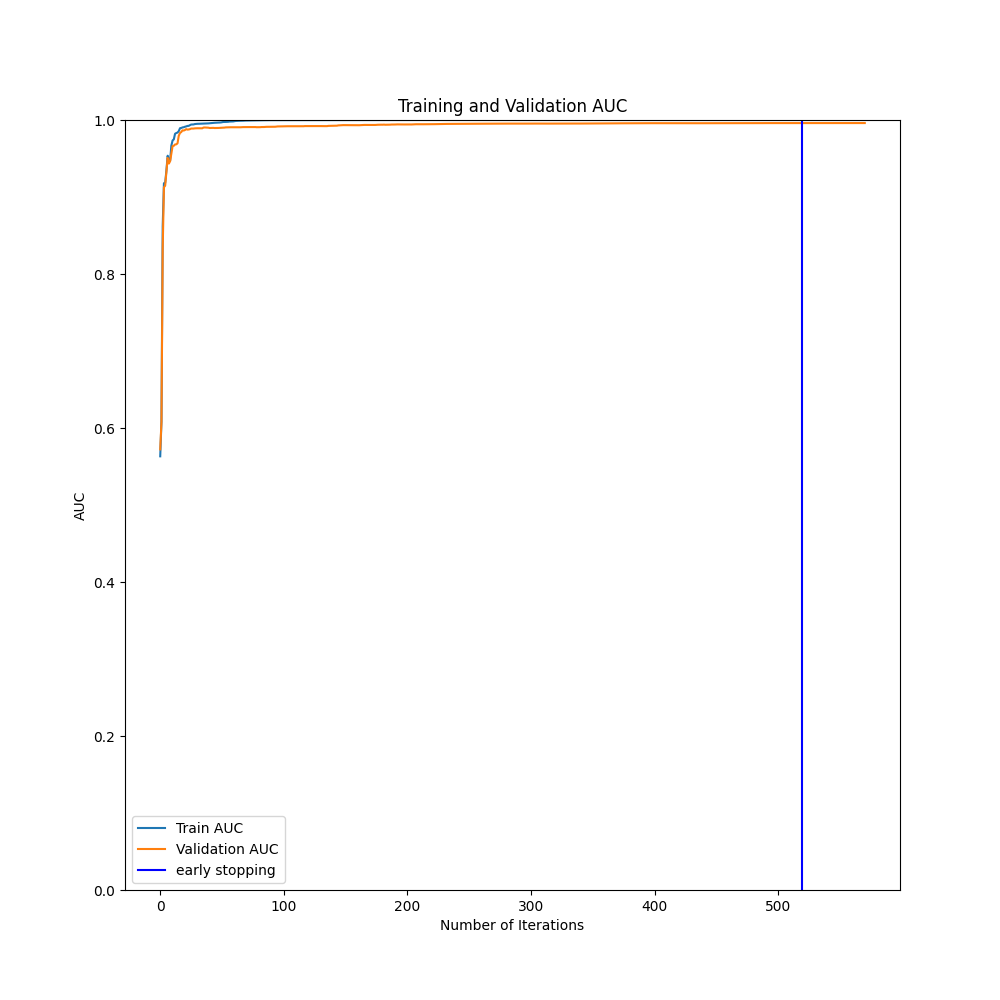 Training and Validation AUC
1.0
0.8
0.6
0.4
0.2
0.0
AUC
Train AUC
Validation AUC
early stopping
0 100 200 300 400 500
Number of Iterations